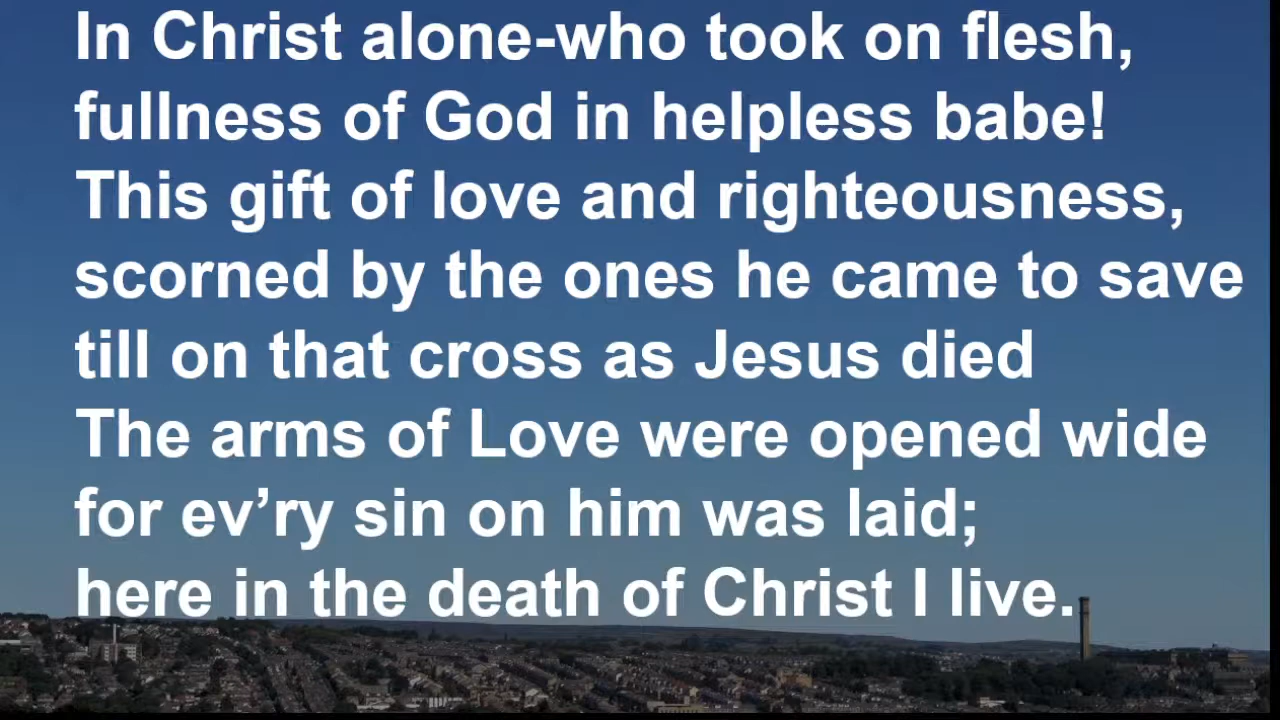 In Christ alone-who took on flesh,
fullness of God in helpless babe!
This gift of love and righteousness,
scorned by the ones he came to save
till on that cross as Jesus died
The arms of Love were opened wide
for ev’ry sin on him was laid;
here in the death of Christ I live.